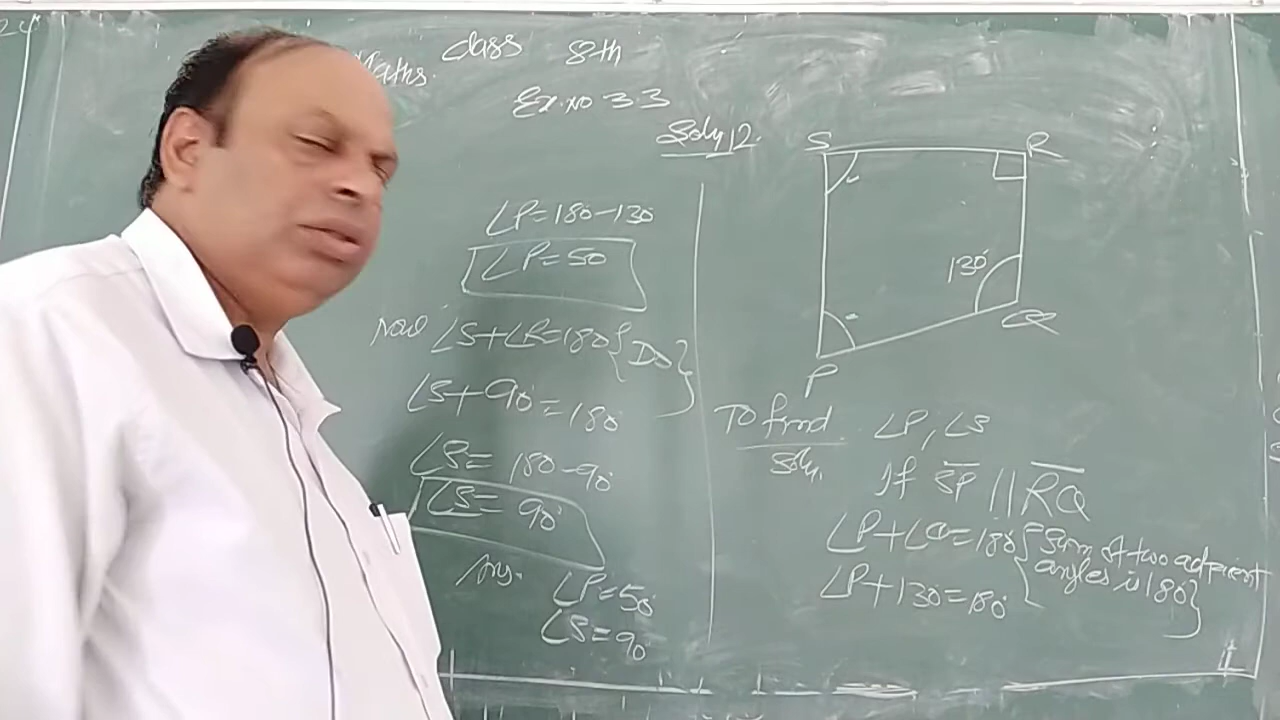 Maths. Class 8th
Ex. no 3.3
Soln 12.
S R
130°
Q
P
To find ∠P, ∠S
Soln.
If SP || RQ
∠P+∠Q=180° {Sum of two adjacent
angles is 180°}
∠P+130°=180°
∠P=180°-130°
∠P=50°
Now ∠S+∠R=180° {Do}
∠S+90°=180°
∠S=180-90°
∠S=90°
Ans. ∠P=50°
∠S=90°